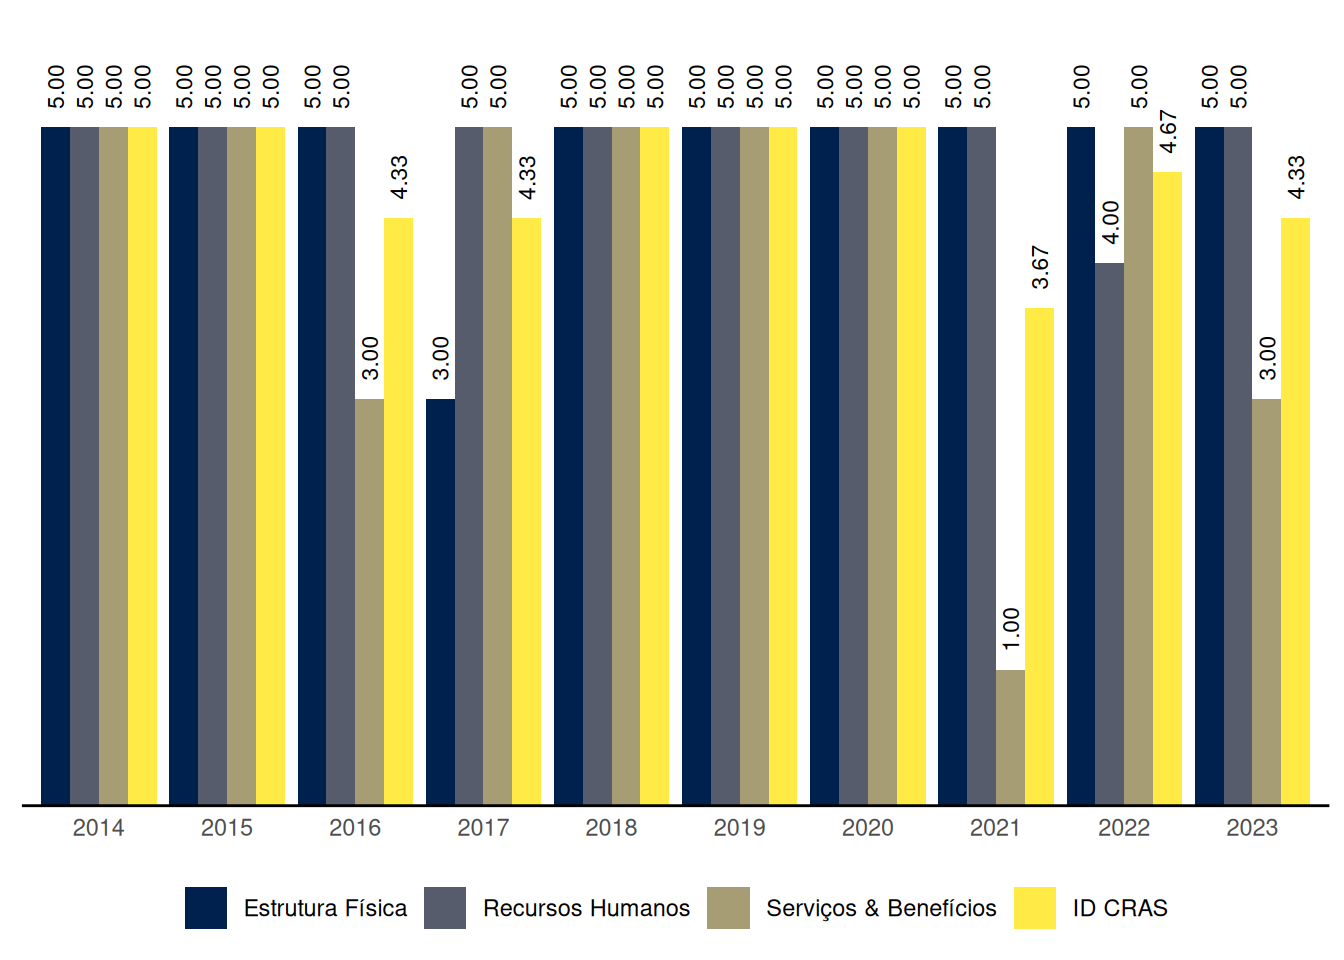 5.00 5.00 5.00 5.00 5.00 5.00 5.00 5.00 5.00 5.00 3.00 4.33 3.00 5.00 5.00 4.33 5.00 5.00 5.00 5.00 5.00 5.00 5.00 5.00 5.00 5.00 5.00 5.00 5.00 5.00 1.00 3.67 5.00 4.00 5.00 4.67 5.00 5.00 3.00 4.33
2014 2015 2016 2017 2018 2019 2020 2021 2022 2023
Estrutura Física Recursos Humanos Serviços & Benefícios ID CRAS